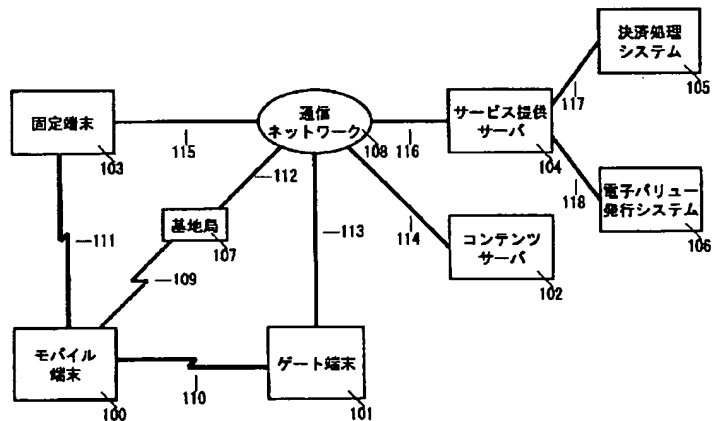 決済処理
システム
105
通信
ネットワーク
108
サービス提供
サーバ
104
117
固定端末
103
115
116
112
118
電子バリュー
発行システム
106
基地局
107
111
113
114
コンテンツ
サーバ
102
109
モバイル
端末
100
110
ゲート端末
101